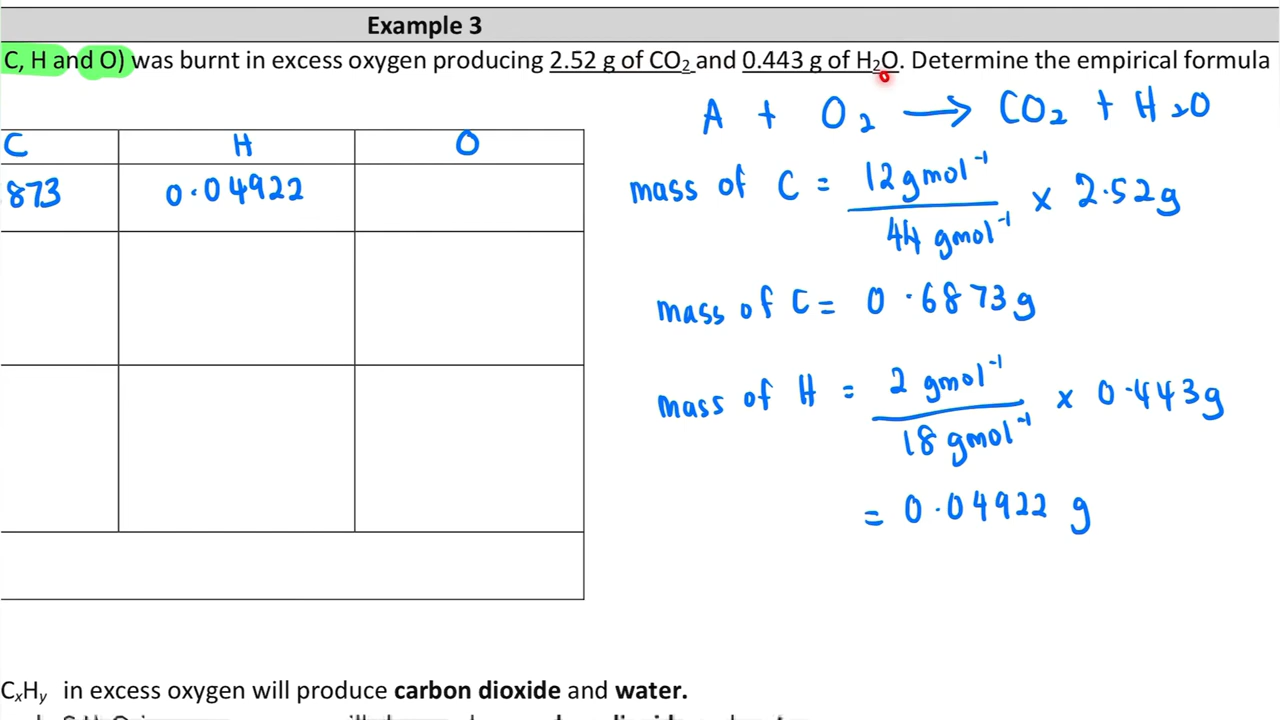 Example 3
C, H and O) was burnt in excess oxygen producing 2.52 g of CO₂ and 0.443 g of H₂O. Determine the empirical formula
A + O₂ → CO₂ + H₂O
C H O
873 0.04922
mass of C = 12 gmol⁻¹ / 44 gmol⁻¹ × 2.52g
mass of C = 0.6873g
mass of H = 2 gmol⁻¹ / 18 gmol⁻¹ × 0.443g
= 0.04922 g
CₓHᵧ in excess oxygen will produce carbon dioxide and water.